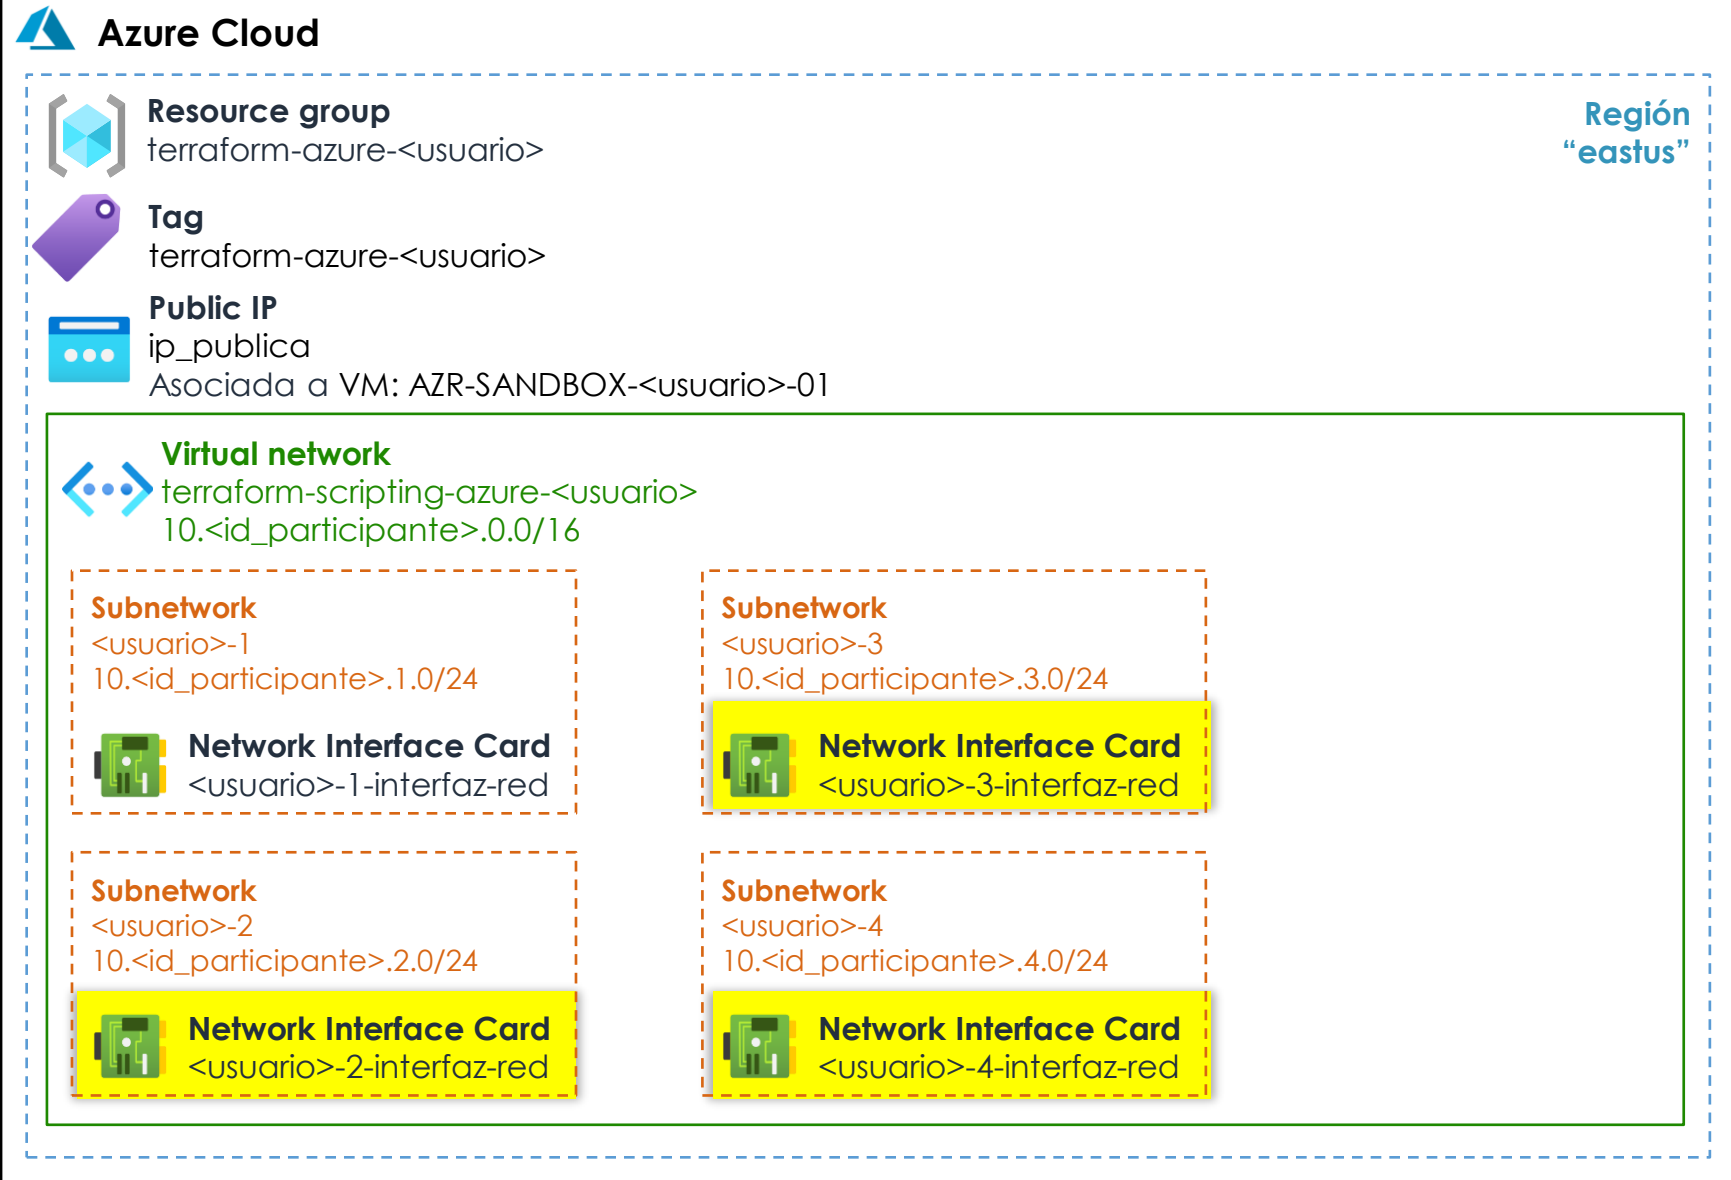 Azure Cloud
Resource group
terraform-azure-<usuario>
Región
“eastus”
Tag
terraform-azure-<usuario>
Public IP
ip_publica
Asociada a VM: AZR-SANDBOX-<usuario>-01
Virtual network
terraform-scripting-azure-<usuario>
10.<id_participante>.0.0/16
Subnetwork
<usuario>-1
10.<id_participante>.1.0/24
Network Interface Card
<usuario>-1-interfaz-red
Subnetwork
<usuario>-3
10.<id_participante>.3.0/24
Network Interface Card
<usuario>-3-interfaz-red
Subnetwork
<usuario>-2
10.<id_participante>.2.0/24
Network Interface Card
<usuario>-2-interfaz-red
Subnetwork
<usuario>-4
10.<id_participante>.4.0/24
Network Interface Card
<usuario>-4-interfaz-red